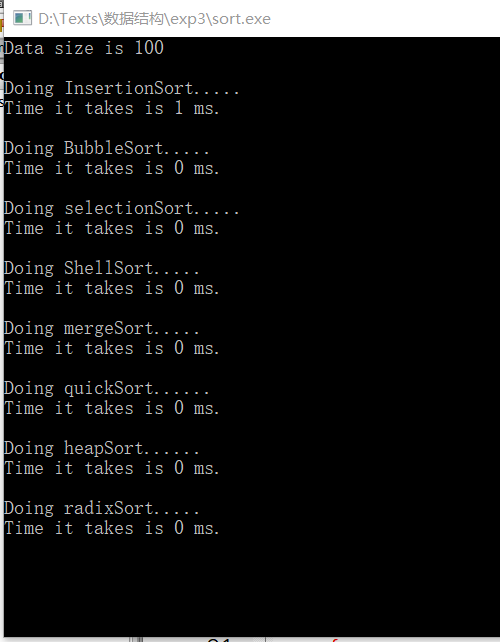 D:\Texts\数据结构\exp3\sort.exe
Data size is 100
Doing InsertionSort.....
Time it takes is 1 ms.
Doing BubbleSort.....
Time it takes is 0 ms.
Doing selectionSort.....
Time it takes is 0 ms.
Doing ShellSort.....
Time it takes is 0 ms.
Doing mergeSort.....
Time it takes is 0 ms.
Doing quickSort......
Time it takes is 0 ms.
Doing heapSort......
Time it takes is 0 ms.
Doing radixSort.....
Time it takes is 0 ms.